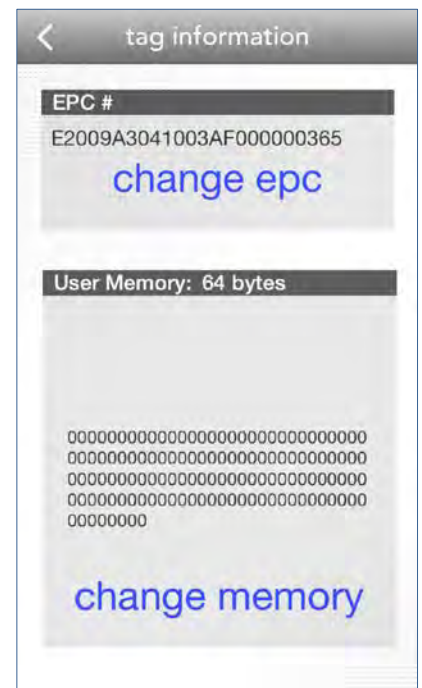 tag information
EPC #
E2009A3041003AF000000365
change epc
User Memory: 64 bytes
000000000000000000000000000000
000000000000000000000000000000
000000000000000000000000000000
000000000000000000000000000000
00000000
change memory